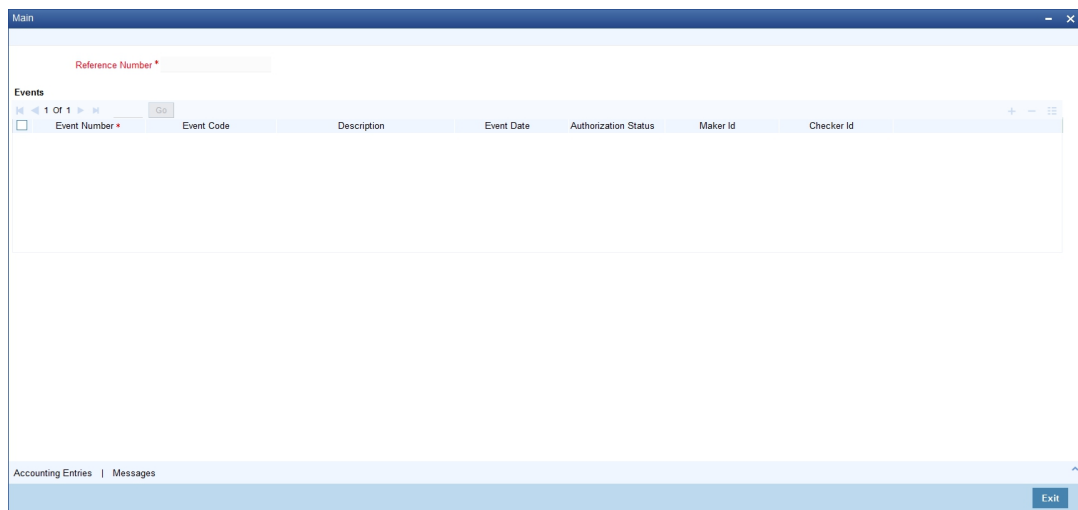 Main
Reference Number *
Events
1 Of 1 Go
Event Number * Event Code Description Event Date Authorization Status Maker Id Checker Id
Accounting Entries | Messages
Exit